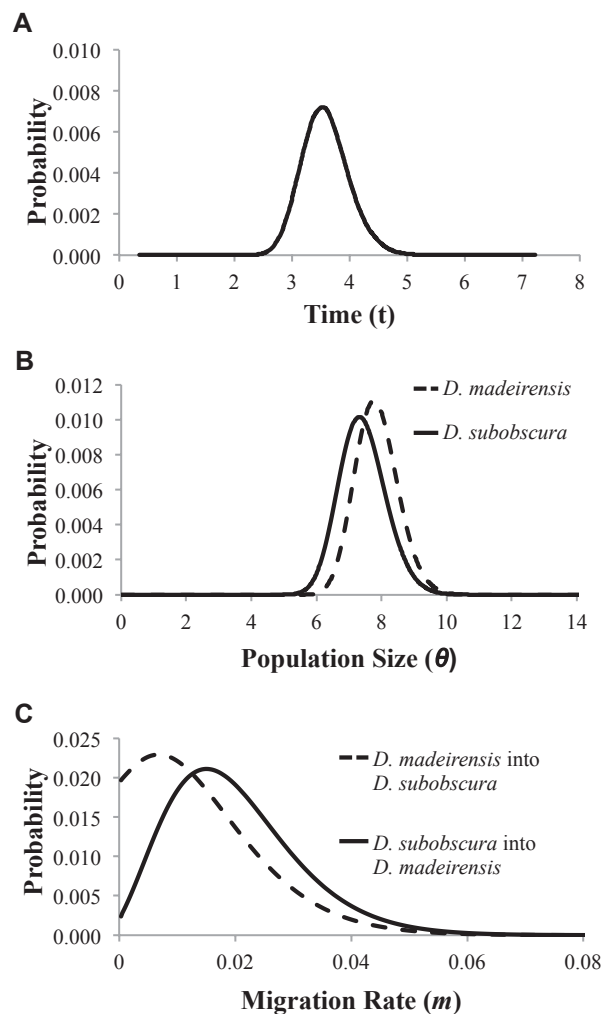 A
0.010
0.008
0.006
0.004
0.002
0.000
Probability
0 1 2 3 4 5 6 7 8
Time (t)
B
0.012
0.010
0.008
0.006
0.004
0.002
0.000
Probability
D. madeirensis
D. subobscura
0 2 4 6 8 10 12 14
Population Size (θ)
C
0.025
0.020
0.015
0.010
0.005
0.000
Probability
D. madeirensis into
D. subobscura
D. subobscura into
D. madeirensis
0 0.02 0.04 0.06 0.08
Migration Rate (m)